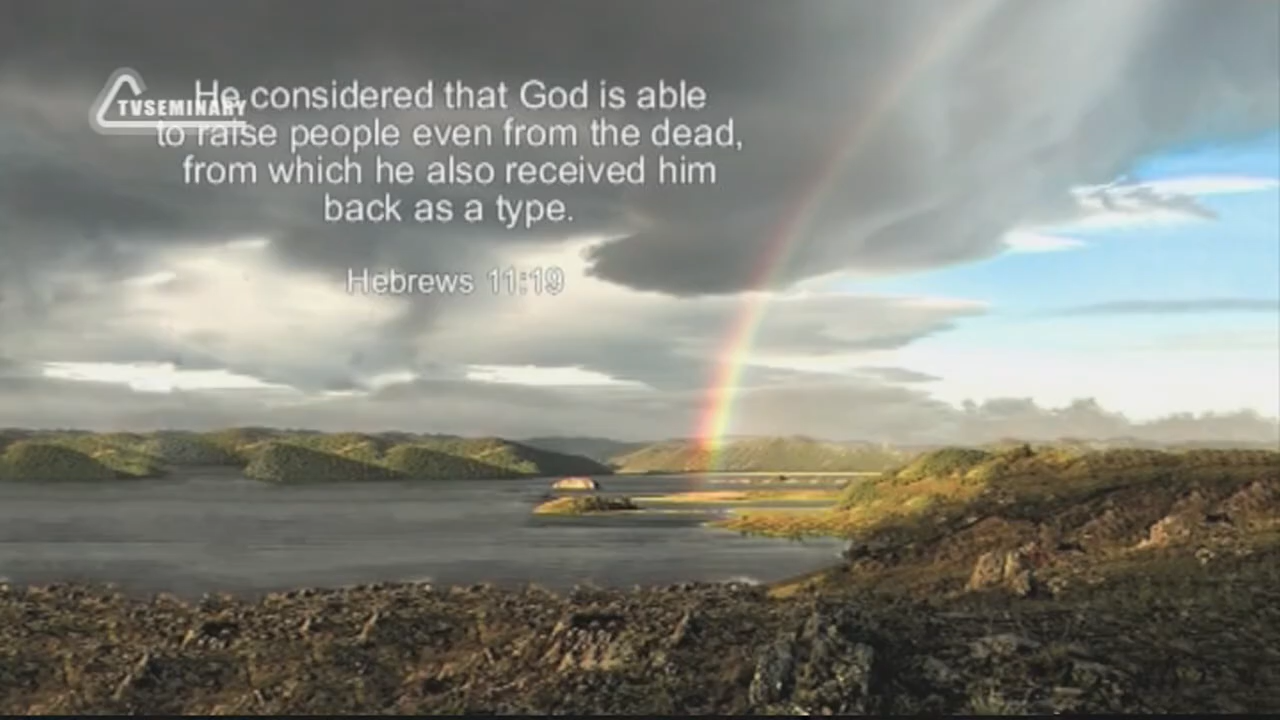 TVSEMINARY
He considered that God is able
to raise people even from the dead,
from which he also received him
back as a type.
Hebrews 11:19